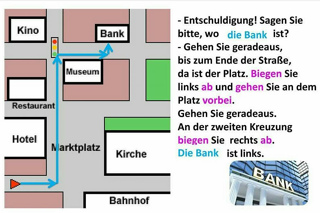 Kino
Bank
Museum
Restaurant
Hotel
Marktplatz
Kirche
Bahnhof
- Entschuldigung! Sagen Sie
bitte, wo die Bank ist?
- Gehen Sie geradeaus,
bis zum Ende der Straße,
da ist der Platz. Biegen Sie
links ab und gehen Sie an dem
Platz vorbei.
Gehen Sie geradeaus.
An der zweiten Kreuzung
biegen Sie rechts ab.
Die Bank ist links.
BANK